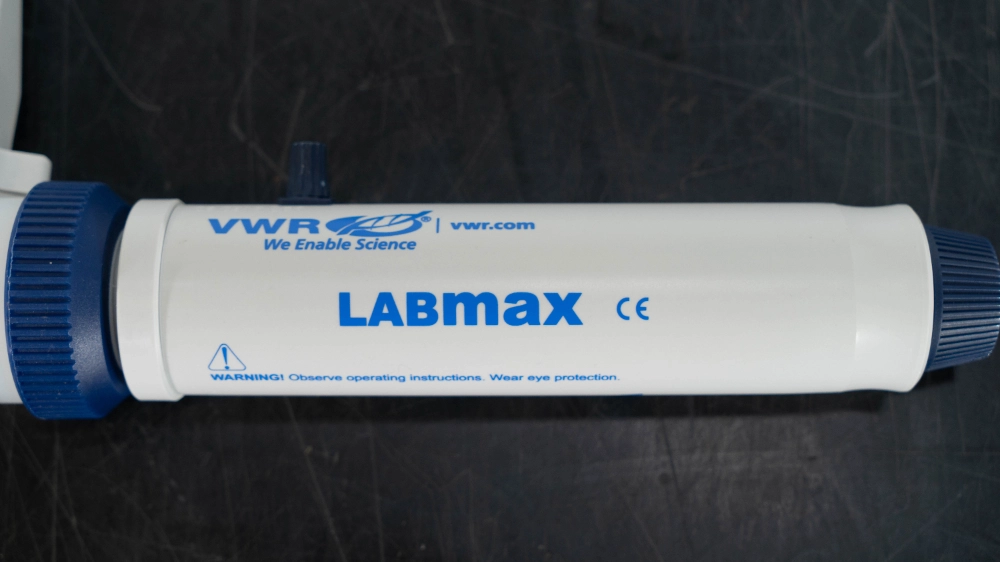 VWR® | vwr.com
We Enable Science
LABmax CE
WARNING! Observe operating instructions. Wear eye protection.